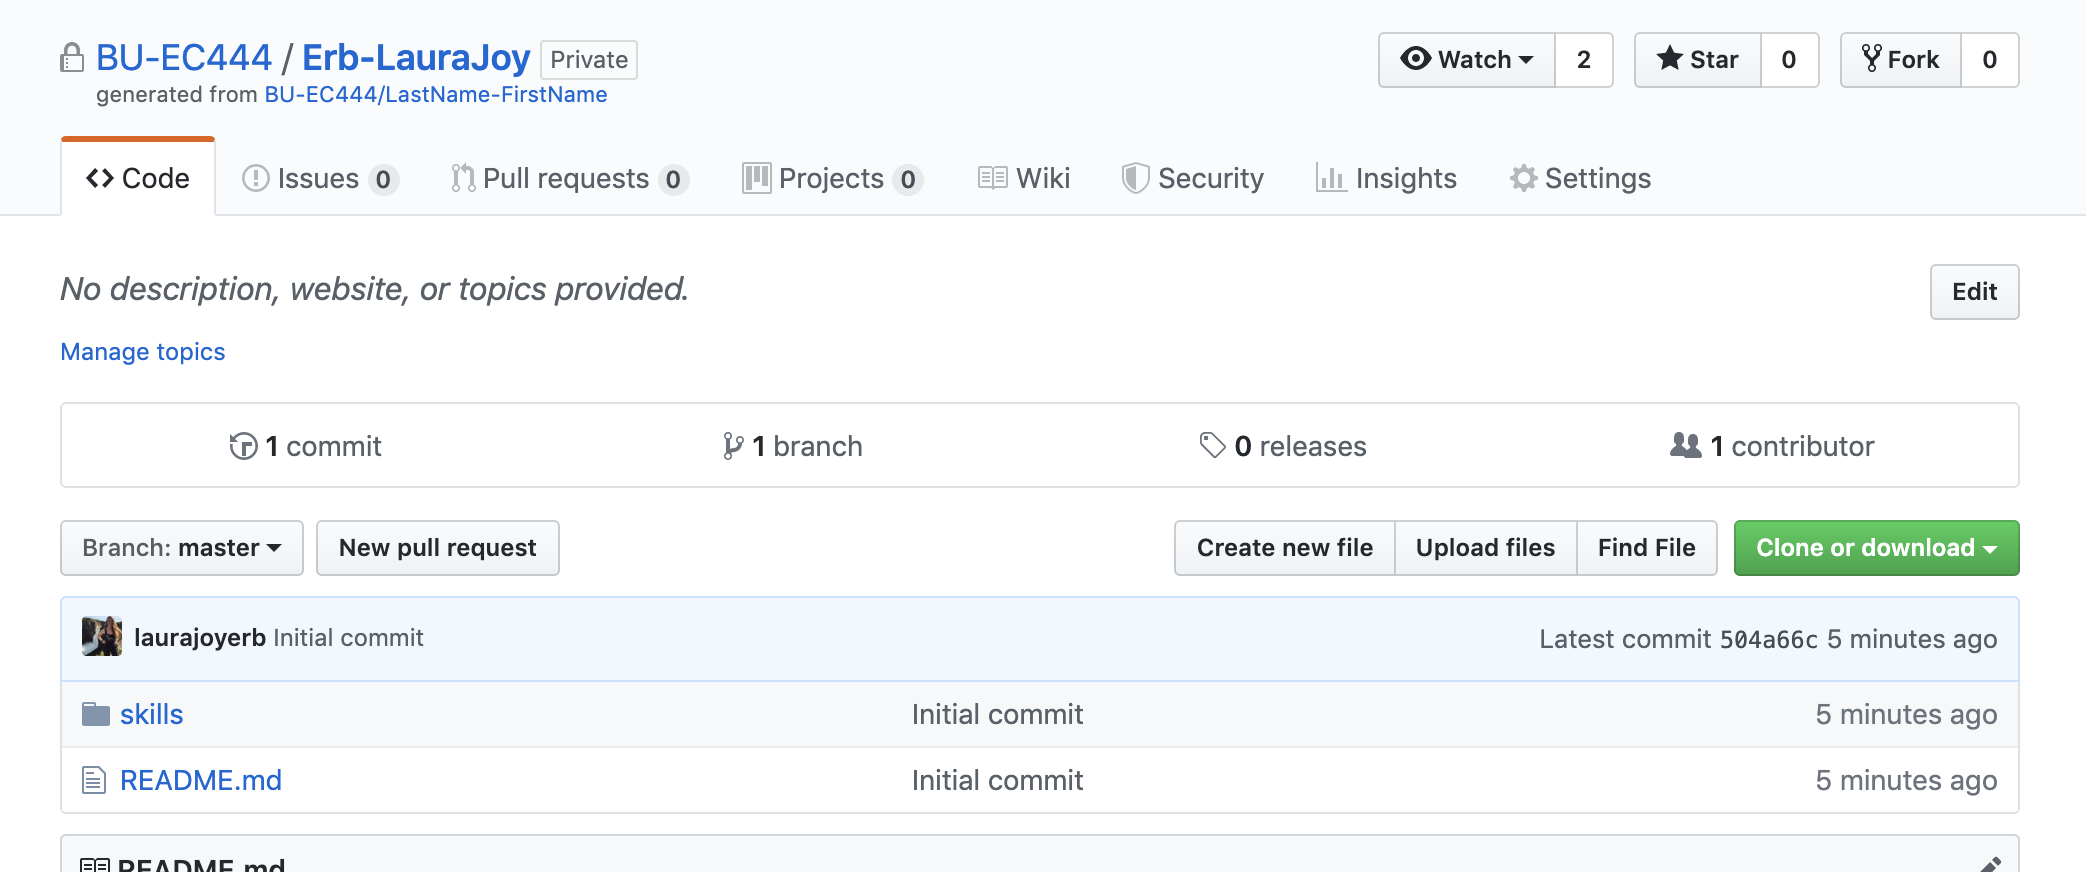 BU-EC444 / Erb-LauraJoy Private Watch 2 Star 0 Fork 0
generated from BU-EC444/LastName-FirstName
Code Issues 0 Pull requests 0 Projects 0 Wiki Security Insights Settings
No description, website, or topics provided. Edit
Manage topics
1 commit 1 branch 0 releases 1 contributor
Branch: master New pull request Create new file Upload files Find File Clone or download
laurajoyerb Initial commit Latest commit 504a66c 5 minutes ago
skills Initial commit 5 minutes ago
README.md Initial commit 5 minutes ago
README.md